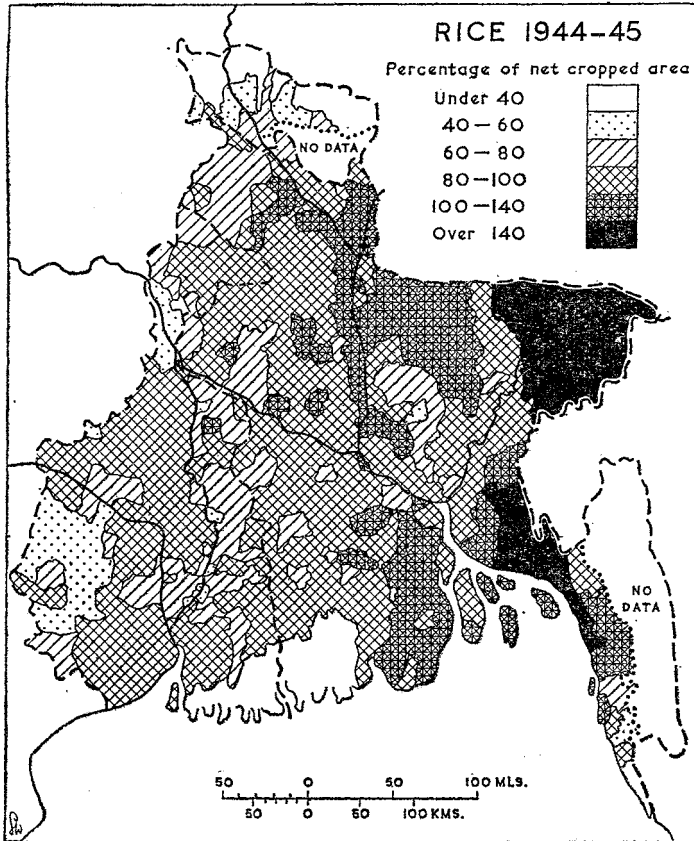 RICE 1944-45
Percentage of net cropped area
Under 40
40-60
60-80
80-100
100-140
Over 140
NO DATA
NO
DATA
50 0 50 100 MLS.
50 0 50 100 KMS.